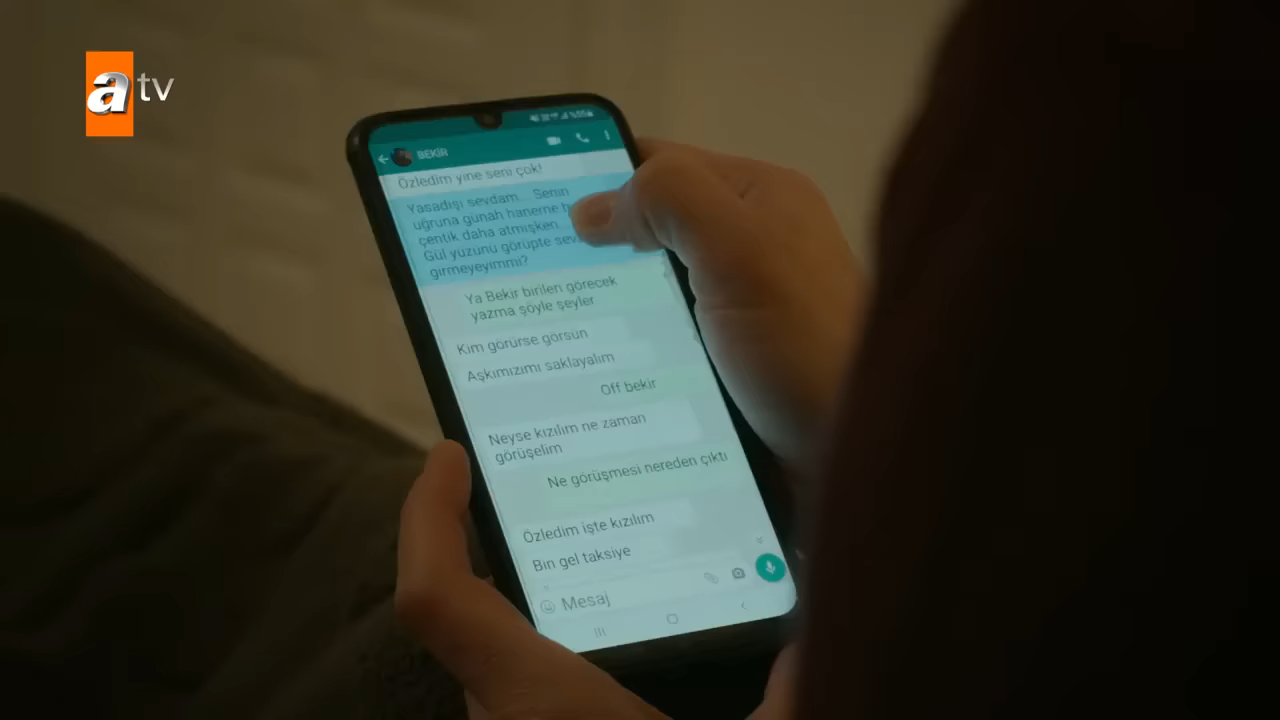 atv
BEKİR
Özledim yine seni çok!
Yasadışı sevdam... Senin
uğruna günah hanerne
çentik daha atmışken...
Gül yüzünü görüpte
girmeyeyimmi?
Ya Bekir birileri görecek
yazma şöyle şeyler
Kim görürse görsün
Aşkımızımı saklayalım
Off bekir
Neyse kızılım ne zaman
görüşelim
Ne görüşmesi nereden çıktı
Özledim işte kızılım
Bin gel taksiye
Mesaj